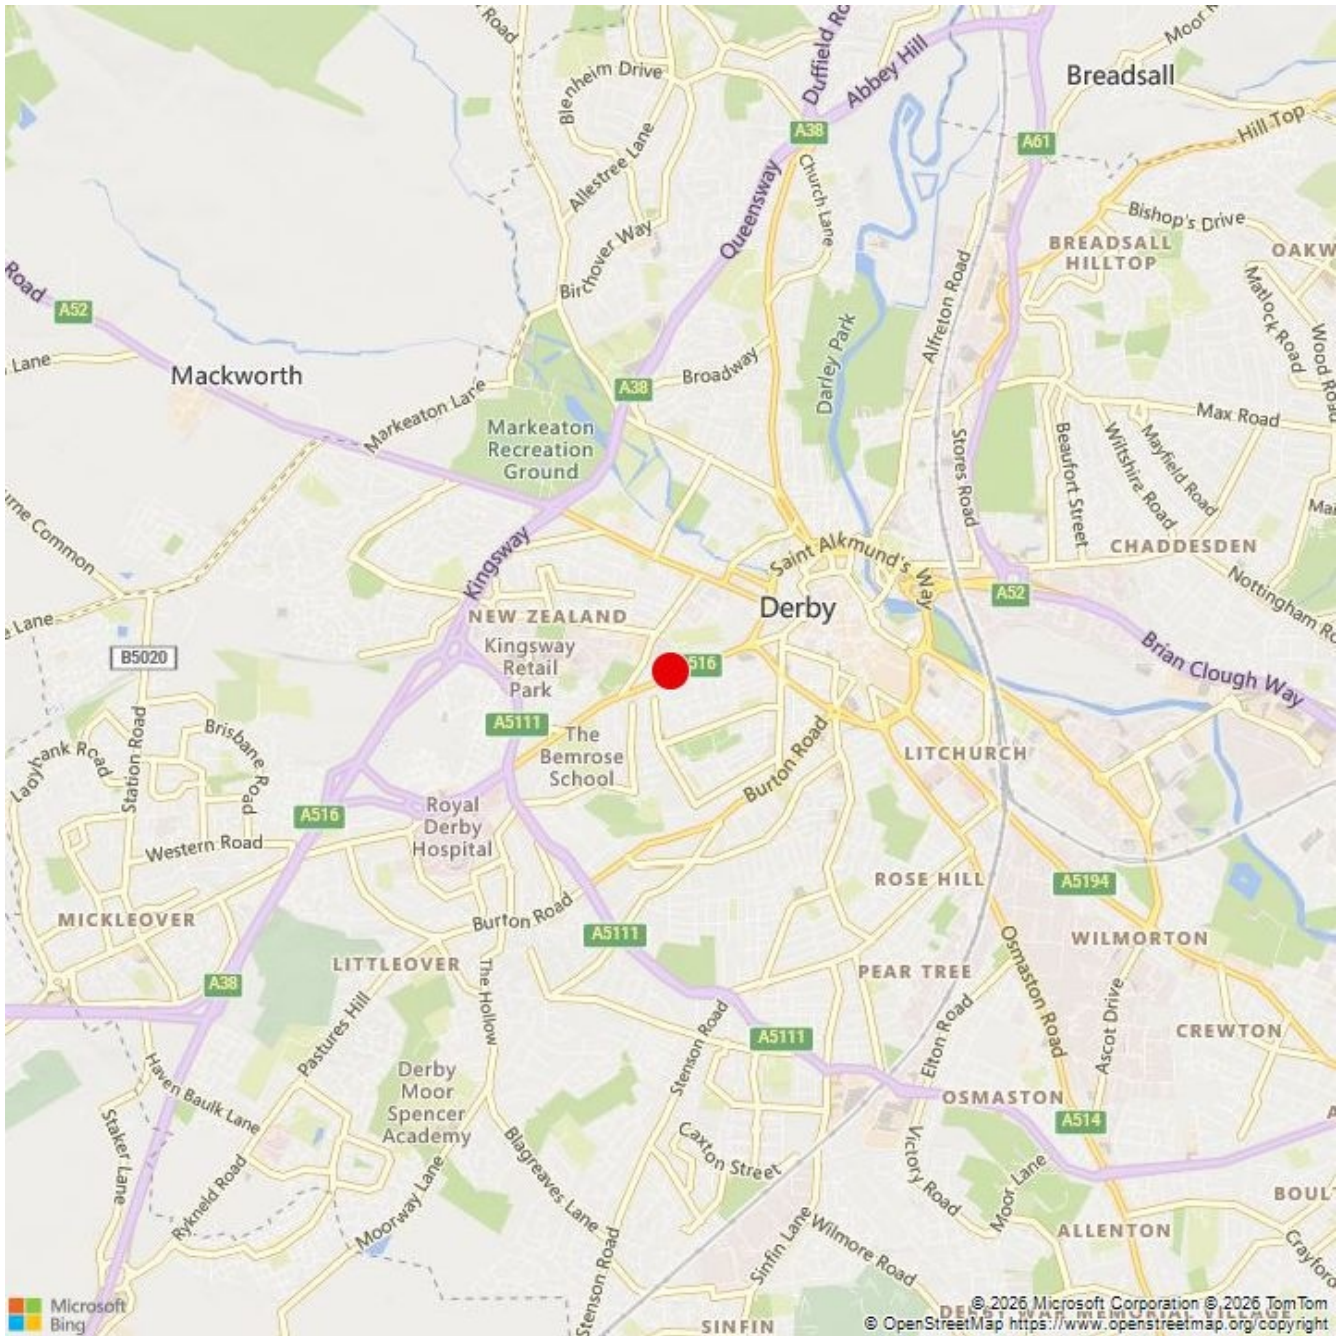 Road
Duffield Ro
Moor R
Blenheim Drive
Abbey Hill
Breadsall
A38
A61
Hill Top
Allestree Lane
Church Lane
Queensway
Bishop's Drive
BREADSALL
HILLTOP
OAKW
Birchover Way
Road
A52
Alfreton Road
Matlock Road
Wood Road
Lane
Mackworth
Darley Park
Broadway
A38
Markeaton Lane
Markeaton
Recreation
Ground
Max Road
Stores Road
Beaufort Street
Wiltshire Road
Mayfield Road
urne Common
Kingsway
Saint Alkmund's Way
CHADDESDEN
Nottingham Ro
A52
e Lane
NEW ZEALAND
Derby
B5020
Kingsway
Retail
Park
516
Brian Clough Way
A5111
Station Road
Brisbane Road
Ladybank Road
The
Bemrose
School
Burton Road
LITCHURCH
A516
Royal
Derby
Hospital
Western Road
ROSE HILL
A5194
MICKLEOVER
Burton Road
A5111
WILMORTON
LITTLEOVER
The Hollow
PEAR TREE
Osmaston Road
A38
Pastures Hill
Stenson Road
A5111
Elton Road
Ascot Drive
CREWTON
Haven Baulk Lane
Derby
Moor
Spencer
Academy
OSMASTON
A514
Staker Lane
Caxton Street
Victory Road
Moor Lane
Blagreaves Lane
Rykneld Road
Moorway Lane
BOULT
ALLENTON
Stenson Road
Sinfin Lane
Wilmore Road
Crayford
SINFIN
DERBY WAR MEMORIAL VILLAGE
Microsoft
Bing
© 2026 Microsoft Corporation © 2026 TomTom
© OpenStreetMap https://www.openstreetmap.org/copyright